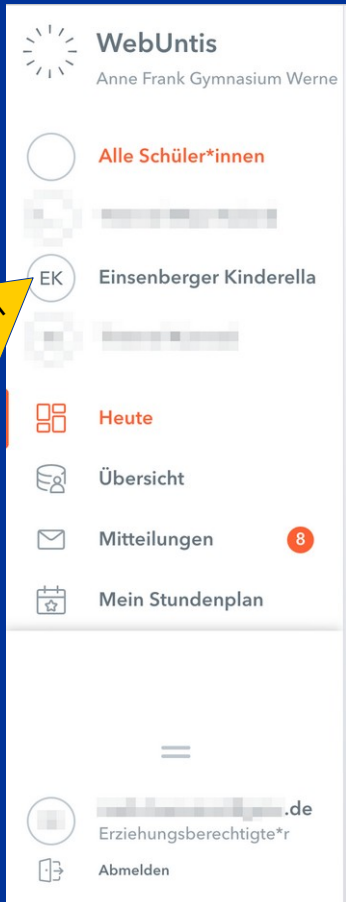 WebUntis
Anne Frank Gymnasium Werne
Alle Schüler*innen
EK Einsenberger Kinderella
Heute
Übersicht
Mitteilungen 8
Mein Stundenplan
.de
Erziehungsberechtigte*r
Abmelden